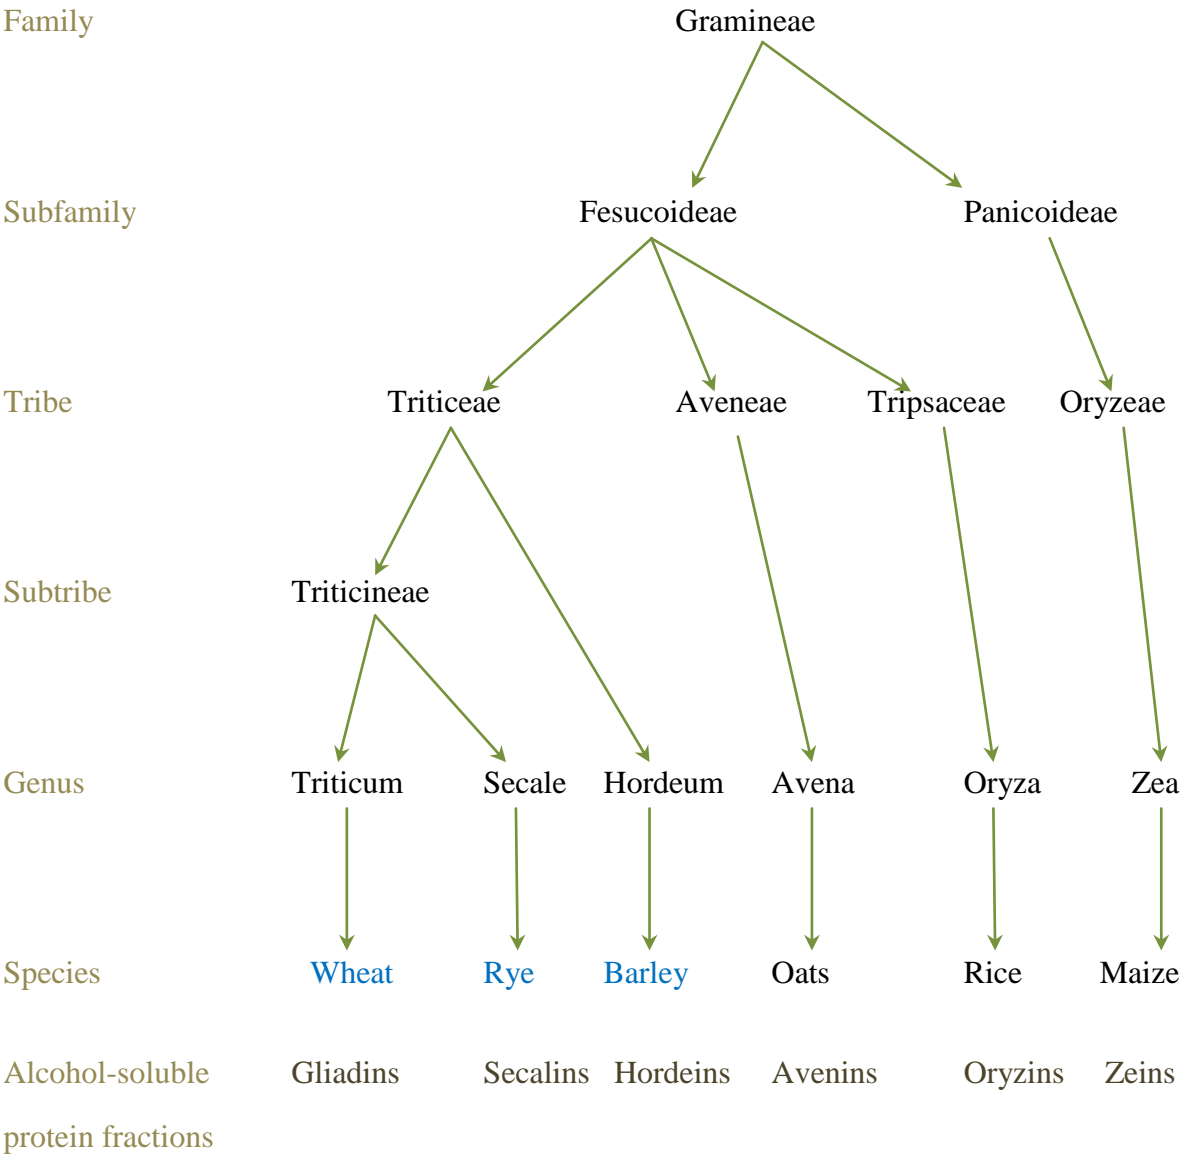 Family Gramineae
Subfamily Fesucoideae Panicoideae
Tribe Triticeae Aveneae Tripsaceae Oryzeae
Subtribe Triticineae
Genus Triticum Secale Hordeum Avena Oryza Zea
Species Wheat Rye Barley Oats Rice Maize
Alcohol-soluble Gliadins Secalins Hordeins Avenins Oryzins Zeins
protein fractions